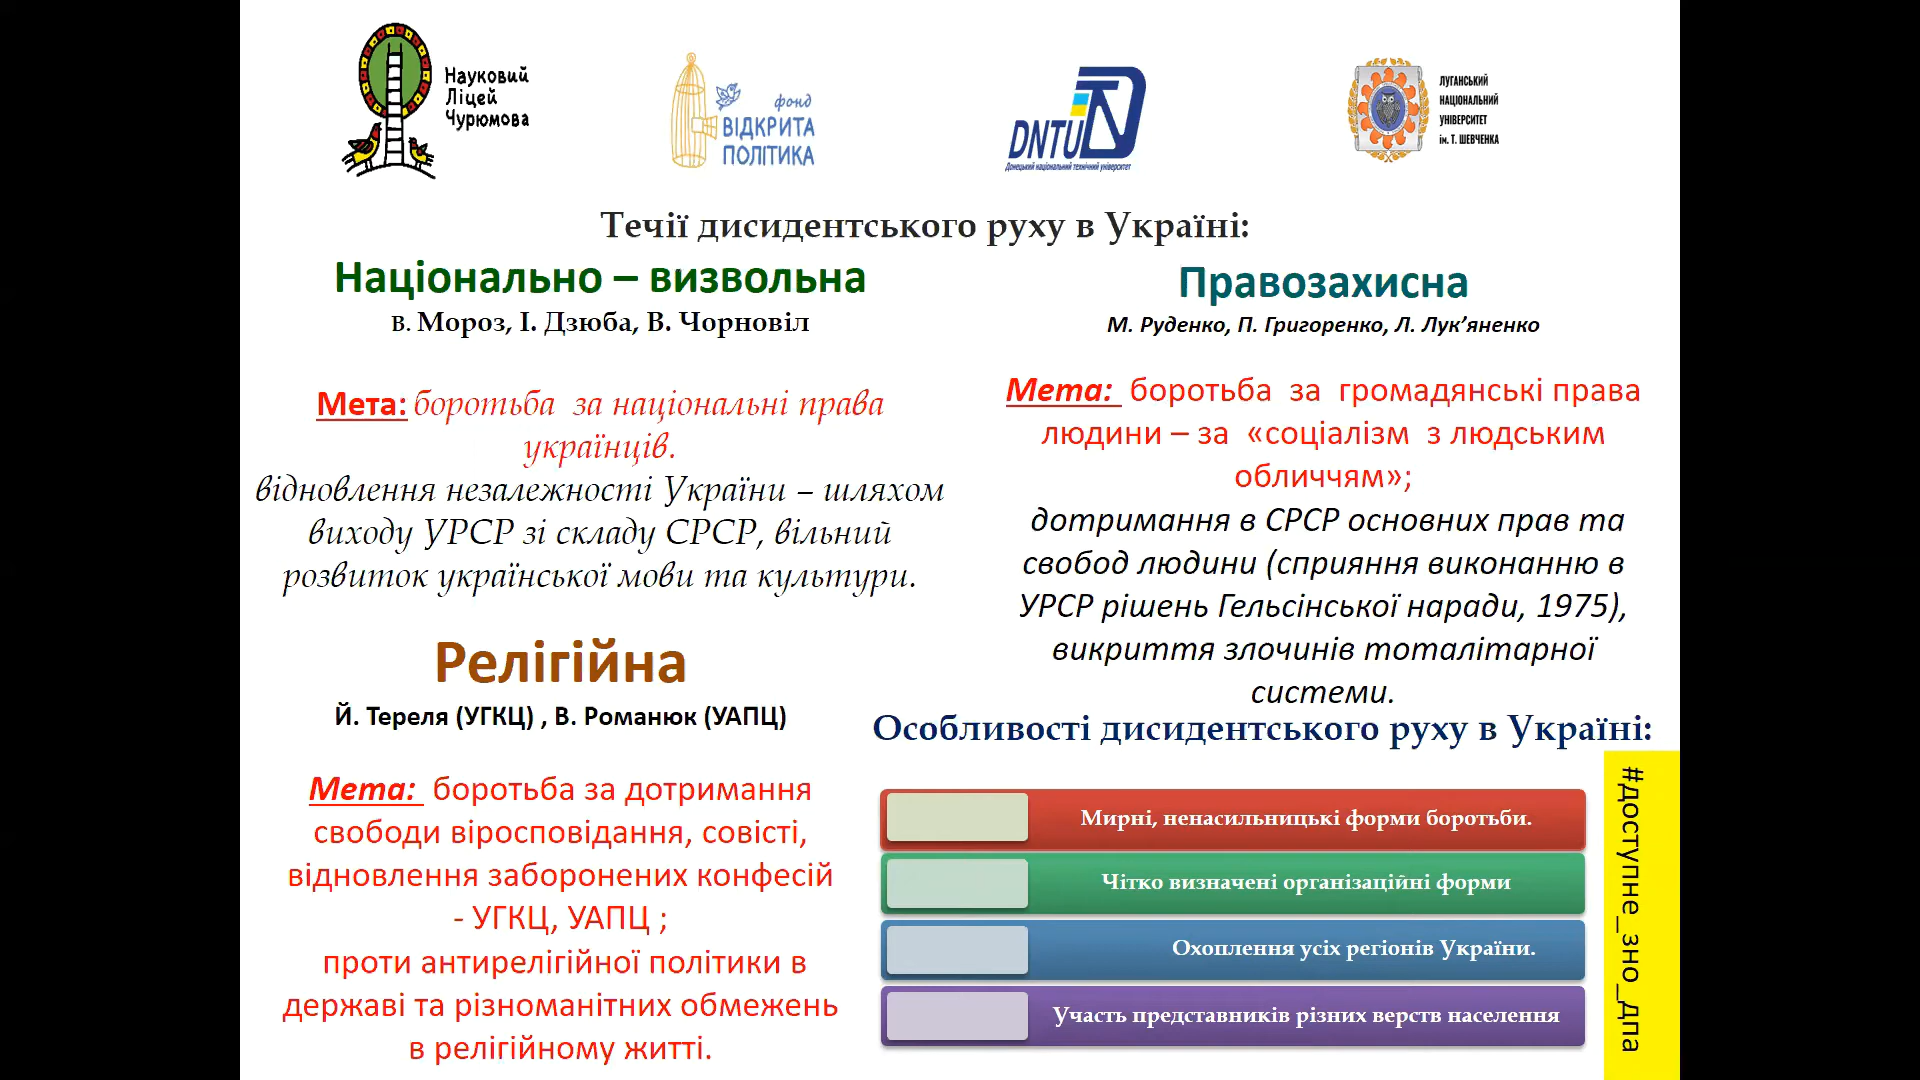 Науковий
Ліцей
Чурюмова
фонд
ВІДКРИТА
ПОЛІТИКА
DNTU
Донецький національний технічний університет
ЛУГАНСЬКИЙ
НАЦІОНАЛЬНИЙ
УНІВЕРСИТЕТ
ім. Т. ШЕВЧЕНКА
Течії дисидентського руху в Україні:
Національно – визвольна
В. Мороз, І. Дзюба, В. Чорновіл
Мета: боротьба за національні права
українців.
відновлення незалежності України – шляхом
виходу УРСР зі складу СРСР, вільний
розвиток української мови та культури.
Правозахисна
М. Руденко, П. Григоренко, Л. Лук’яненко
Мета: боротьба за громадянські права
людини – за «соціалізм з людським
обличчям»;
дотримання в СРСР основних прав та
свобод людини (сприяння виконанню в
УРСР рішень Гельсінської наради, 1975),
викриття злочинів тоталітарної
системи.
Релігійна
Й. Тереля (УГКЦ) , В. Романюк (УАПЦ)
Мета: боротьба за дотримання
свободи віросповідання, совісті,
відновлення заборонених конфесій
- УГКЦ, УАПЦ ;
проти антирелігійної політики в
державі та різноманітних обмежень
в релігійному житті.
Особливості дисидентського руху в Україні:
Мирні, ненасильницькі форми боротьби.
Чітко визначені організаційні форми
Охоплення усіх регіонів України.
Участь представників різних верств населення
#доступне_зно_дпа